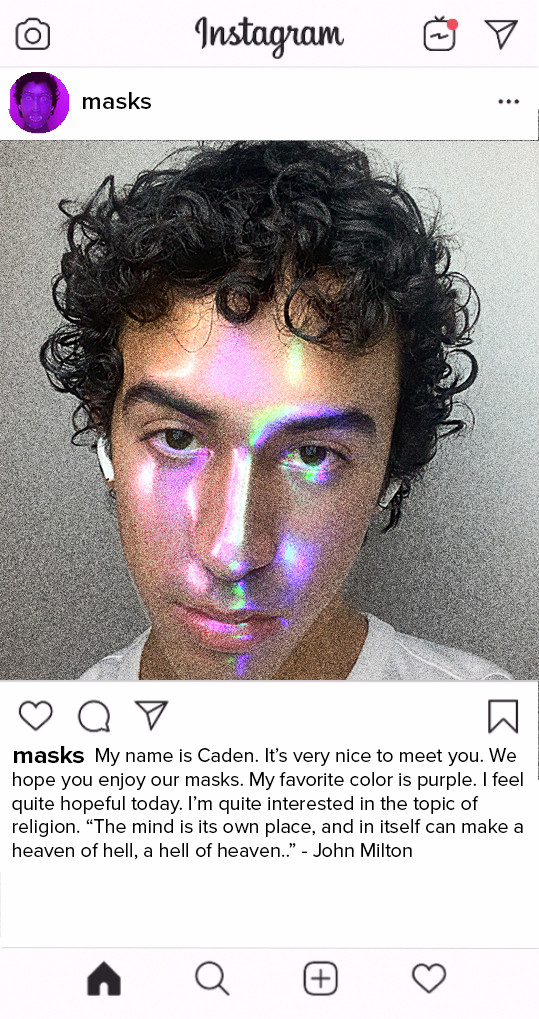 Instagram
masks
masks My name is Caden. It's very nice to meet you. We
hope you enjoy our masks. My favorite color is purple. I feel
quite hopeful today. I'm quite interested in the topic of
religion. “The mind is its own place, and in itself can make a
heaven of hell, a hell of heaven..” - John Milton